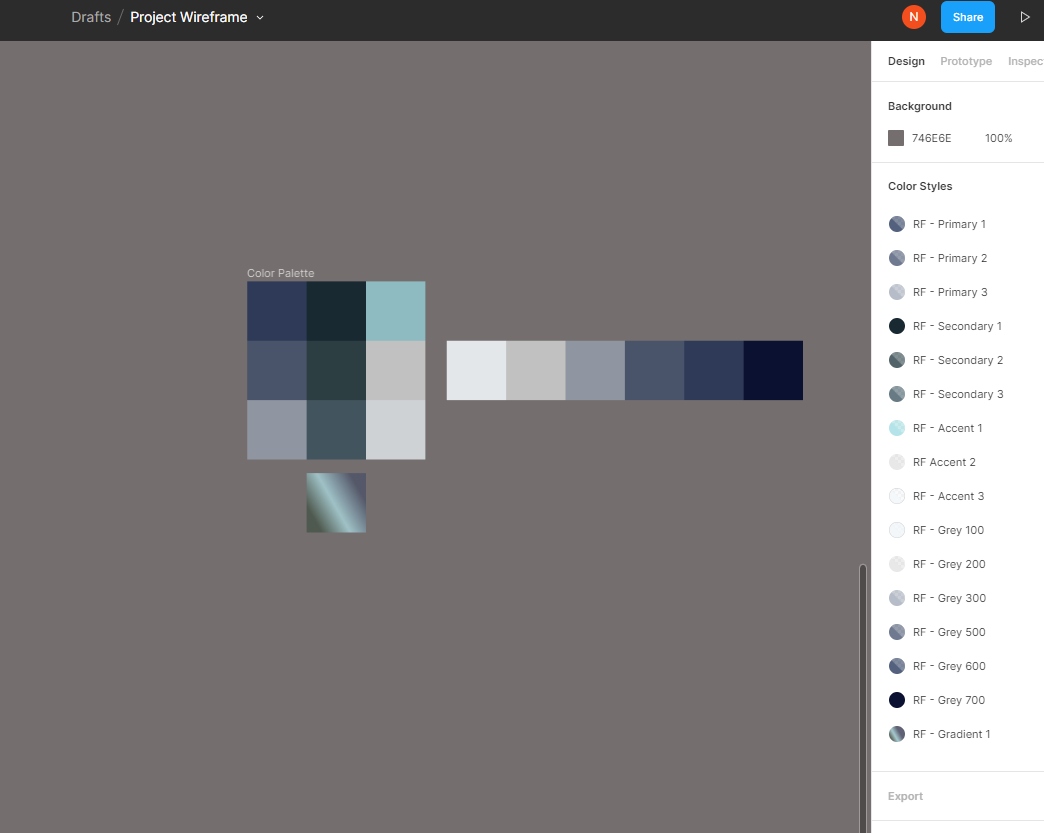 Drafts / Project Wireframe
N
Share
Design Prototype Inspec
Background
746E6E 100%
Color Styles
RF - Primary 1
RF - Primary 2
RF - Primary 3
RF - Secondary 1
RF - Secondary 2
RF - Secondary 3
RF - Accent 1
RF Accent 2
RF - Accent 3
RF - Grey 100
RF - Grey 200
RF - Grey 300
RF - Grey 500
RF - Grey 600
RF - Grey 700
RF - Gradient 1
Export
Color Palette